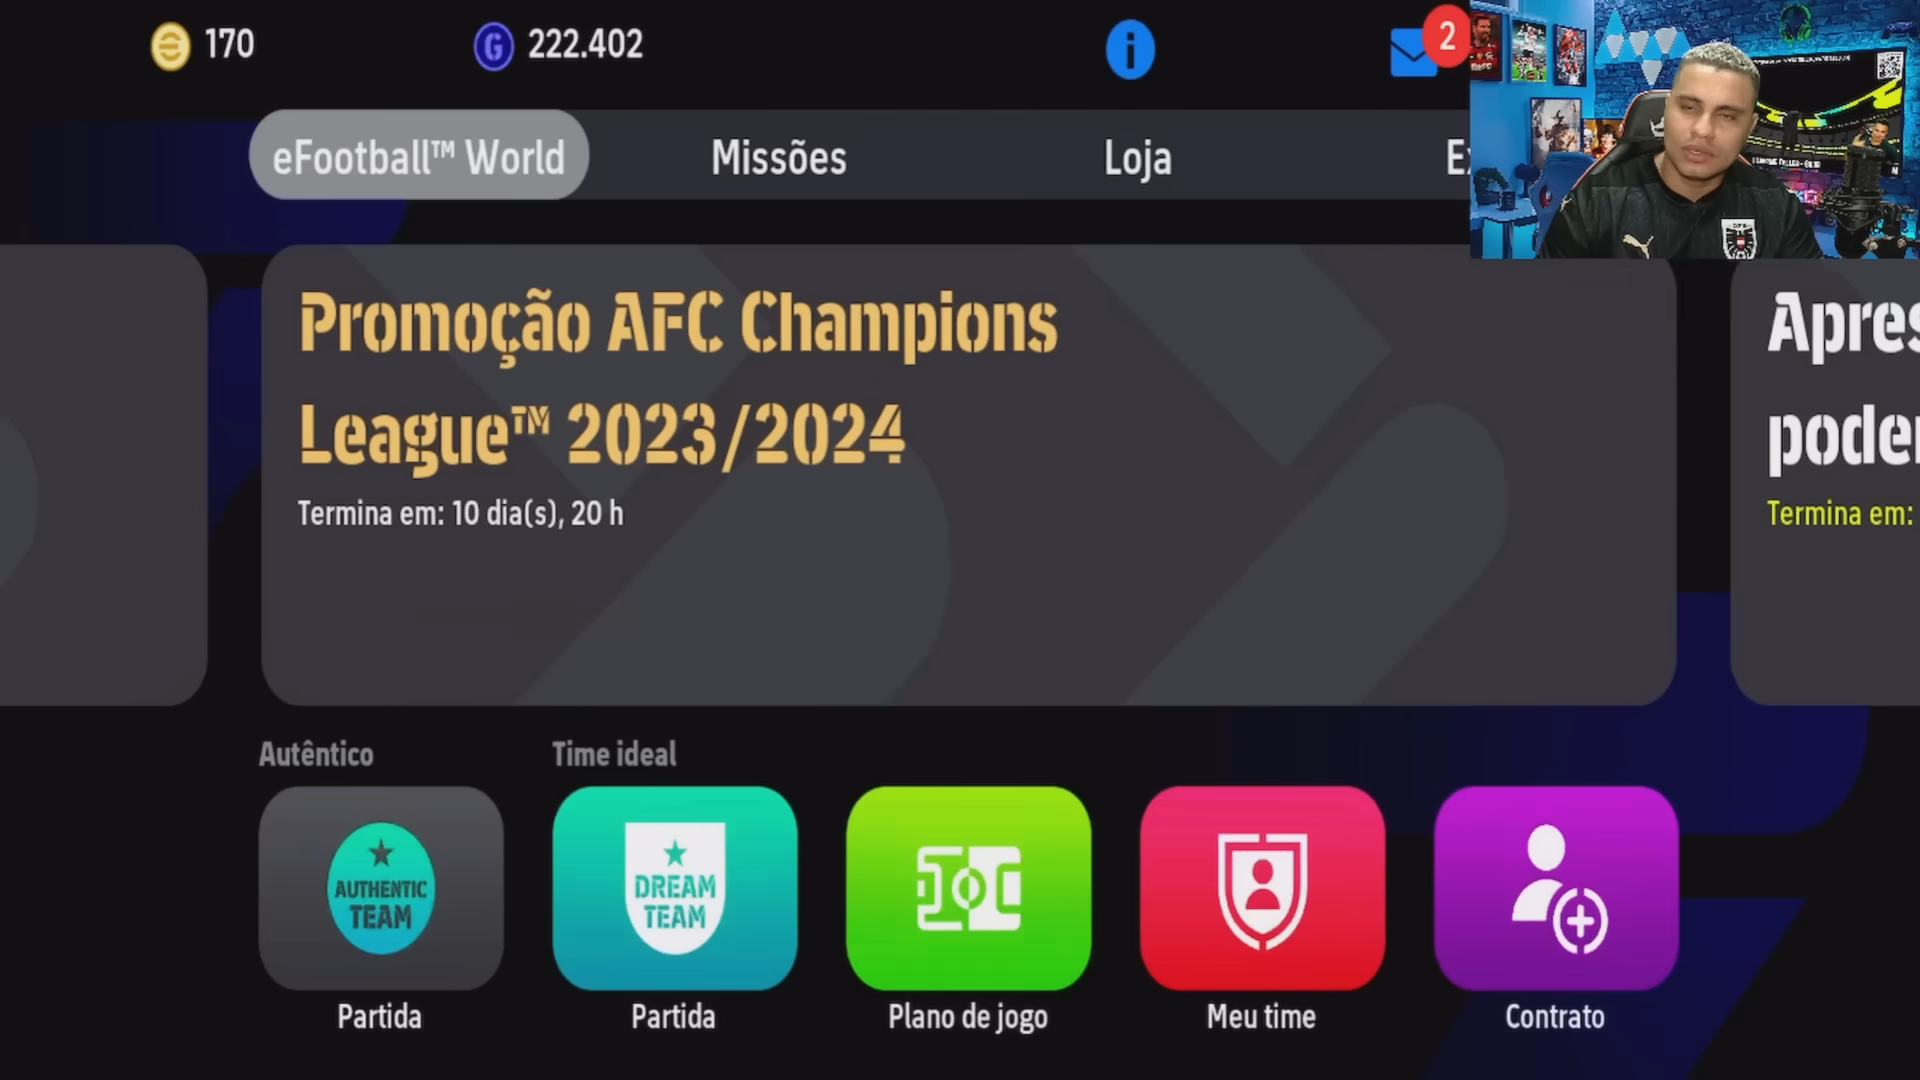 170
222.402
2
eFootball™ World
Missões
Loja
Promoção AFC Champions
League™ 2023/2024
Termina em: 10 dia(s), 20 h
Termina em:
Autêntico
Time ideal
AUTHENTIC
TEAM
DREAM
TEAM
Partida
Partida
Plano de jogo
Meu time
Contrato